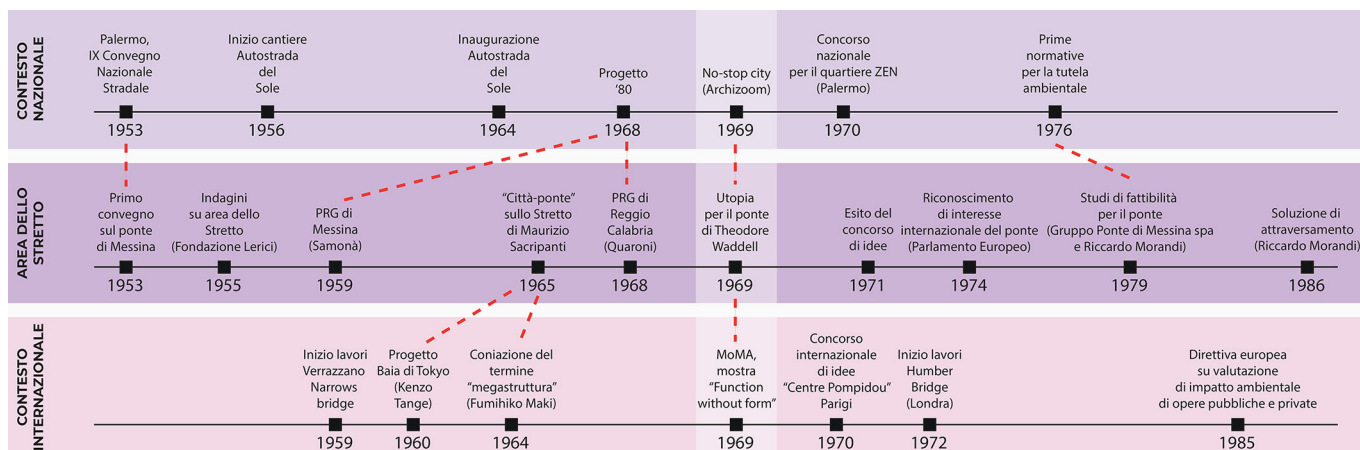 CONTESTO
NAZIONALE
Palermo,
IX Convegno
Nazionale
Stradale
1953
Inizio cantiere
Autostrada
del
Sole
1956
Inaugurazione
Autostrada
del
Sole
1964
Progetto
'80
1968
No-stop city
(Archizoom)
1969
Concorso
nazionale
per il quartiere ZEN
(Palermo)
1970
Prime
normative
per la tutela
ambientale
1976
AREA DELLO
STRETTO
Primo
convegno
sul ponte
di Messina
1953
Indagini
su area dello
Stretto
(Fondazione Lerici)
1955
PRG di
Messina
(Samonà)
1959
“Città-ponte”
sullo Stretto
di Maurizio
Sacripanti
1965
PRG di
Reggio
Calabria
(Quaroni)
1968
Utopia
per il ponte
di Theodore
Waddell
1969
Esito del
concorso
di idee
1971
Riconoscimento
di interesse
internazionale del ponte
(Parlamento Europeo)
1974
Studi di fattibilità
per il ponte
(Gruppo Ponte di Messina spa
e Riccardo Morandi)
1979
Soluzione di
attraversamento
(Riccardo Morandi)
1986
CONTESTO
INTERNAZIONALE
Inizio lavori
Verrazzano
Narrows
bridge
1959
Progetto
Baia di Tokyo
(Kenzo
Tange)
1960
Coniazione del
termine
“megastruttura”
(Fumihiko Maki)
1964
MoMA,
mostra
“Function
without form”
1969
Concorso
internazionale
di idee
“Centre Pompidou”
Parigi
1970
Inizio lavori
Humber
Bridge
(Londra)
1972
Direttiva europea
su valutazione
di impatto ambientale
di opere pubbliche e private
1985